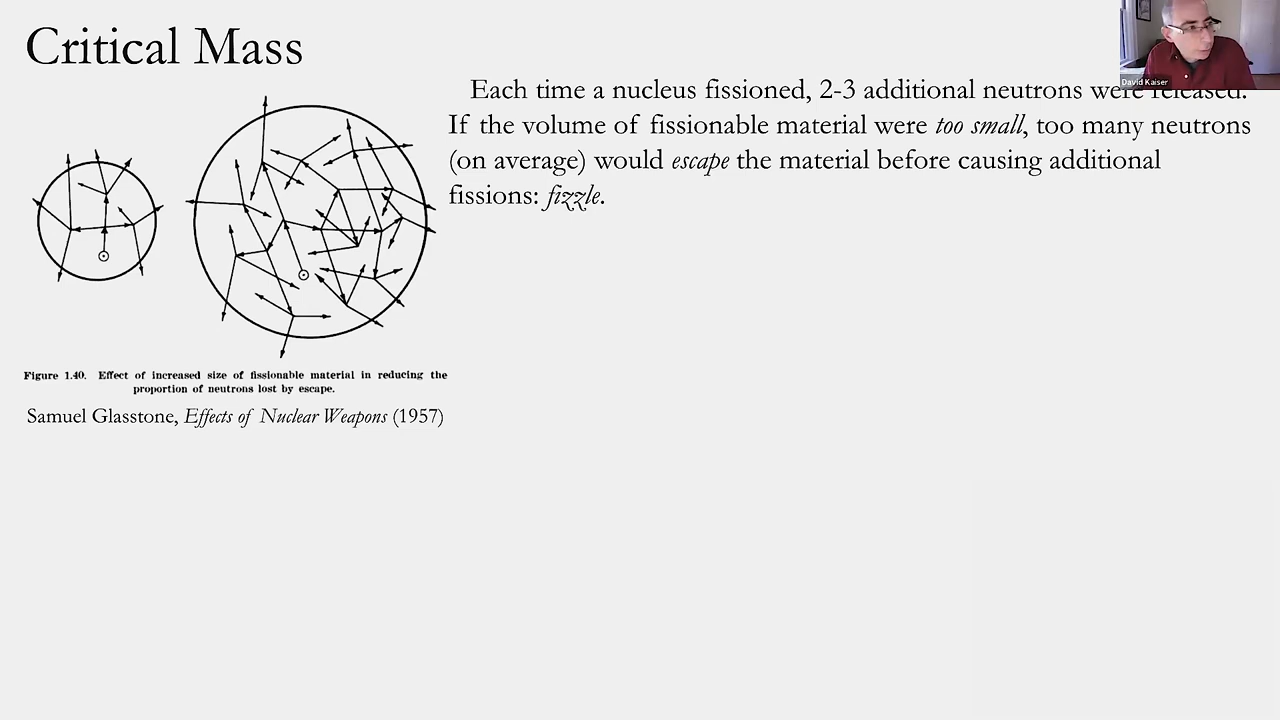 Critical Mass
David Kaiser
Each time a nucleus fissioned, 2-3 additional neutrons were released.
If the volume of fissionable material were too small, too many neutrons
(on average) would escape the material before causing additional
fissions: fizzle.
Figure 1.40. Effect of increased size of fissionable material in reducing the
proportion of neutrons lost by escape.
Samuel Glasstone, Effects of Nuclear Weapons (1957)